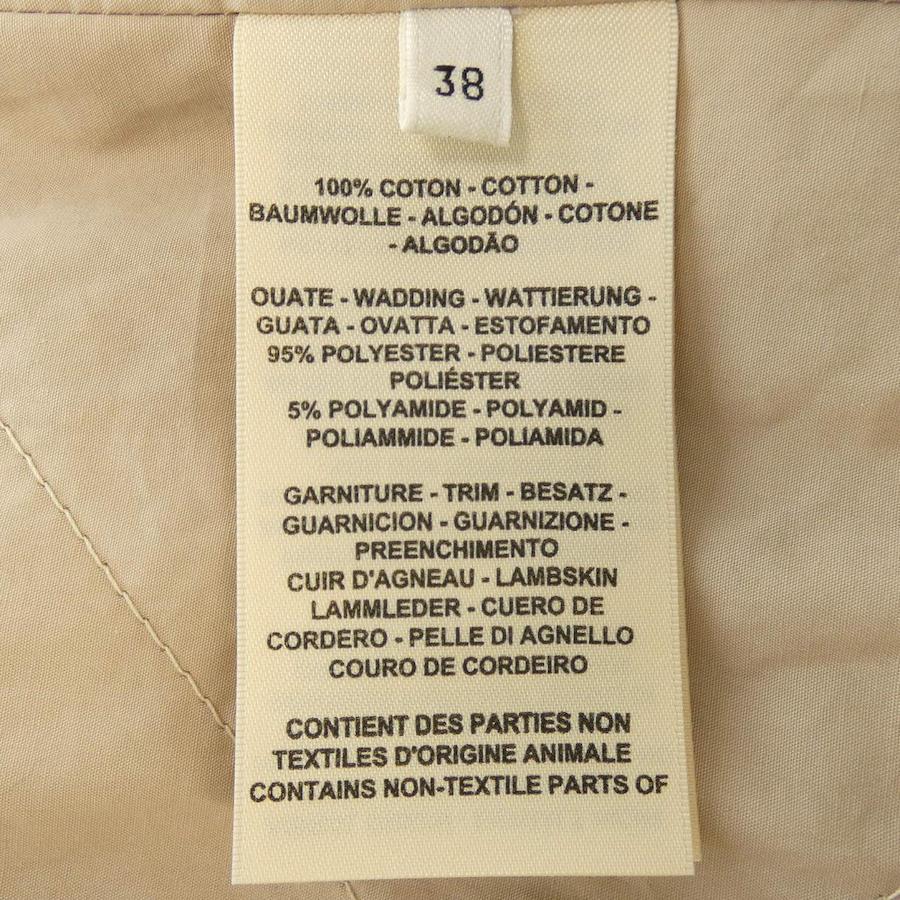 38
100% COTON - COTTON -
BAUMWOLLE - ALGODÓN - COTONE
- ALGODÃO
OUATE - WADDING - WATTIERUNG -
GUATA - OVATTA - ESTOFAMENTO
95% POLYESTER - POLIESTERE
POLIÉSTER
5% POLYAMIDE - POLYAMID -
POLIAMMIDE - POLIAMIDA
GARNITURE - TRIM - BESATZ -
GUARNICION - GUARNIZIONE -
PREENCHIMENTO
CUIR D'AGNEAU - LAMBSKIN
LAMMLEDER - CUERO DE
CORDERO - PELLE DI AGNELLO
COURO DE CORDEIRO
CONTIENT DES PARTIES NON
TEXTILES D'ORIGINE ANIMALE
CONTAINS NON-TEXTILE PARTS OF